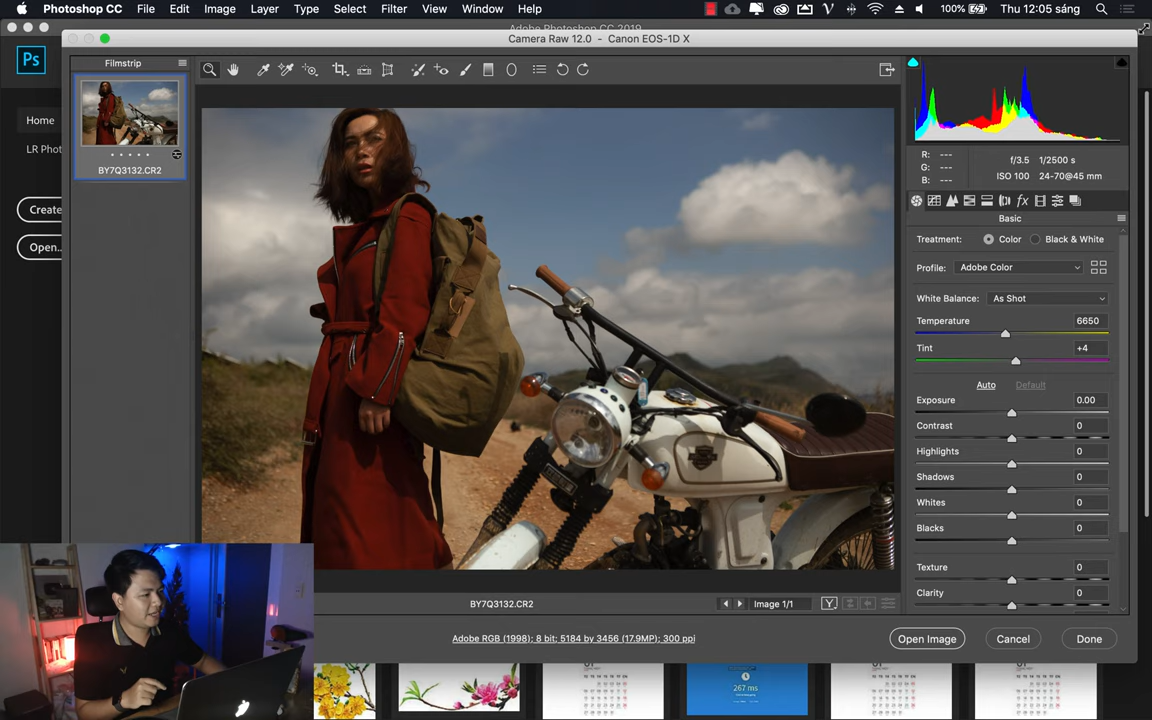 Photoshop CC File Edit Image Layer Type Select Filter View Window Help 100% Thu 12:05 sáng
Adobe Photoshop CC 2019
Camera Raw 12.0 - Canon EOS-1D X
Ps
Home
LR Phot
Create
Open..
Filmstrip
BY7Q3132.CR2
R: ---
G: ---
B: ---
f/3.5 1/2500 s
ISO 100 24-70@45 mm
fx
Basic
Treatment: Color Black & White
Profile: Adobe Color
White Balance: As Shot
Temperature 6650
Tint +4
Auto Default
Exposure 0.00
Contrast 0
Highlights 0
Shadows 0
Whites 0
Blacks 0
Texture 0
Clarity 0
BY7Q3132.CR2
Image 1/1
Y
Adobe RGB (1998); 8 bit; 5184 by 3456 (17.9MP); 300 ppi
Open Image Cancel Done
267 ms